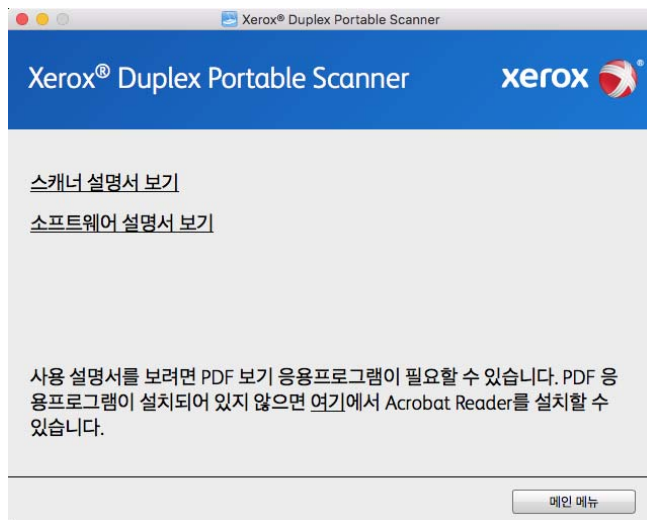 Xerox® Duplex Portable Scanner
Xerox® Duplex Portable Scanner
xerox®
스캐너 설명서 보기
소프트웨어 설명서 보기
사용 설명서를 보려면 PDF 보기 응용프로그램이 필요할 수 있습니다. PDF 응
용프로그램이 설치되어 있지 않으면 여기에서 Acrobat Reader를 설치할 수
있습니다.
메인 메뉴